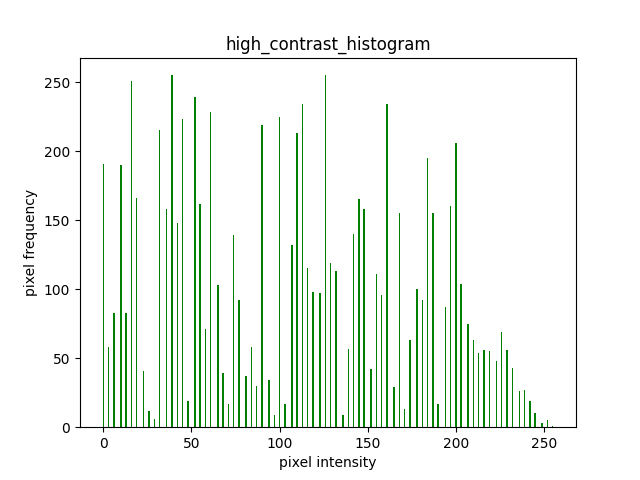 high_contrast_histogram
250
200
150
100
50
0
pixel frequency
0 50 100 150 200 250
pixel intensity